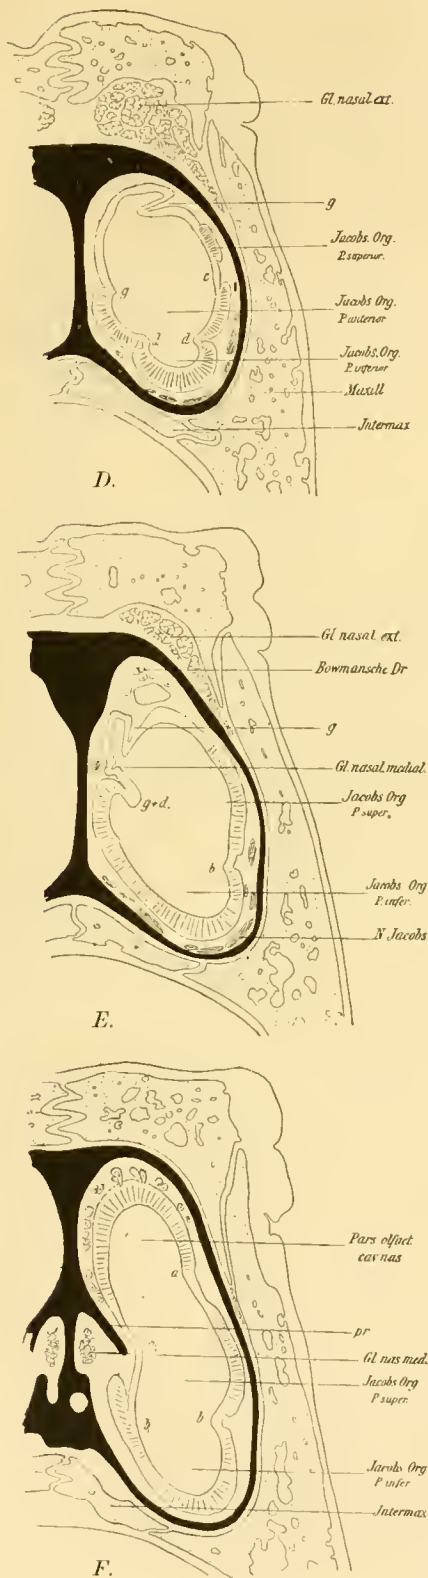 Gl. nasal ext.
g
Jacobs. Org.
P. superior.
c
g
Jacobs Org.
P. anterior
d
Jacobs. Org.
P. inferior
Maxill
Intermax
D.
Gl nasal. ext.
Bowmansche Dr
g
Gl. nasal. medial.
Jacobs Org
P. super.
g+d.
b
Jacobs Org
P. infer.
N Jacobs
E.
Pars olfact
cav nas
a
pr
Gl nas med.
Jacobs Org
P super.
b
b
Jacobs Org
P infer
Intermax
F.